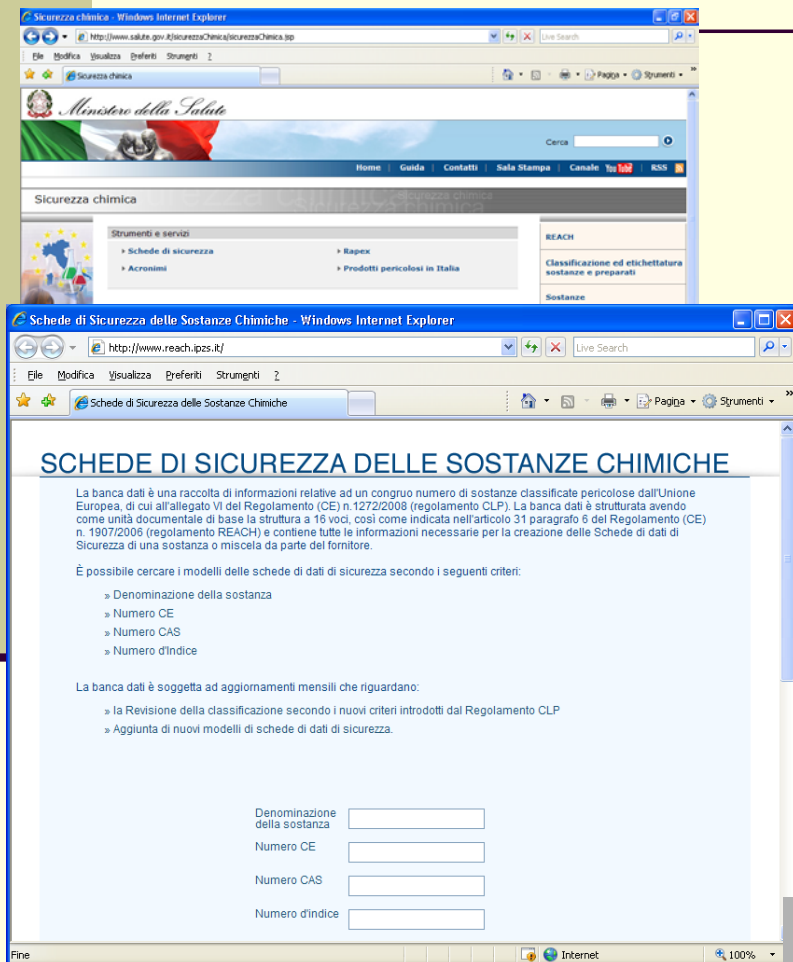 Sicurezza chimica - Windows Internet Explorer
http://www.salute.gov.it/sicurezzaChimica/sicurezzaChimica.jsp
Live Search
File Modifica Visualizza Preferiti Strumenti ?
Sicurezza chimica
Pagina Strumenti
Ministero della Salute
Cerca
Home | Guida | Contatti | Sala Stampa | Canale YouTube | RSS
Sicurezza chimica
Strumenti e servizi
Schede di sicurezza
Rapex
Acronimi
Prodotti pericolosi in Italia
REACH
Classificazione ed etichettatura
sostanze e preparati
Sostanze
Schede di Sicurezza delle Sostanze Chimiche - Windows Internet Explorer
http://www.reach.ipzs.it/
Live Search
File Modifica Visualizza Preferiti Strumenti ?
Schede di Sicurezza delle Sostanze Chimiche
Pagina Strumenti
SCHEDE DI SICUREZZA DELLE SOSTANZE CHIMICHE
La banca dati è una raccolta di informazioni relative ad un congruo numero di sostanze classificate pericolose dall'Unione
Europea, di cui all'allegato VI del Regolamento (CE) n.1272/2008 (regolamento CLP). La banca dati è strutturata avendo
come unità documentale di base la struttura a 16 voci, così come indicata nell'articolo 31 paragrafo 6 del Regolamento (CE)
n. 1907/2006 (regolamento REACH) e contiene tutte le informazioni necessarie per la creazione delle Schede di dati di
Sicurezza di una sostanza o miscela da parte del fornitore.
È possibile cercare i modelli delle schede di dati di sicurezza secondo i seguenti criteri:
» Denominazione della sostanza
» Numero CE
» Numero CAS
» Numero d'Indice
La banca dati è soggetta ad aggiornamenti mensili che riguardano:
» la Revisione della classificazione secondo i nuovi criteri introdotti dal Regolamento CLP
» Aggiunta di nuovi modelli di schede di dati di sicurezza.
Denominazione
della sostanza
Numero CE
Numero CAS
Numero d'indice
Fine
Internet
100%